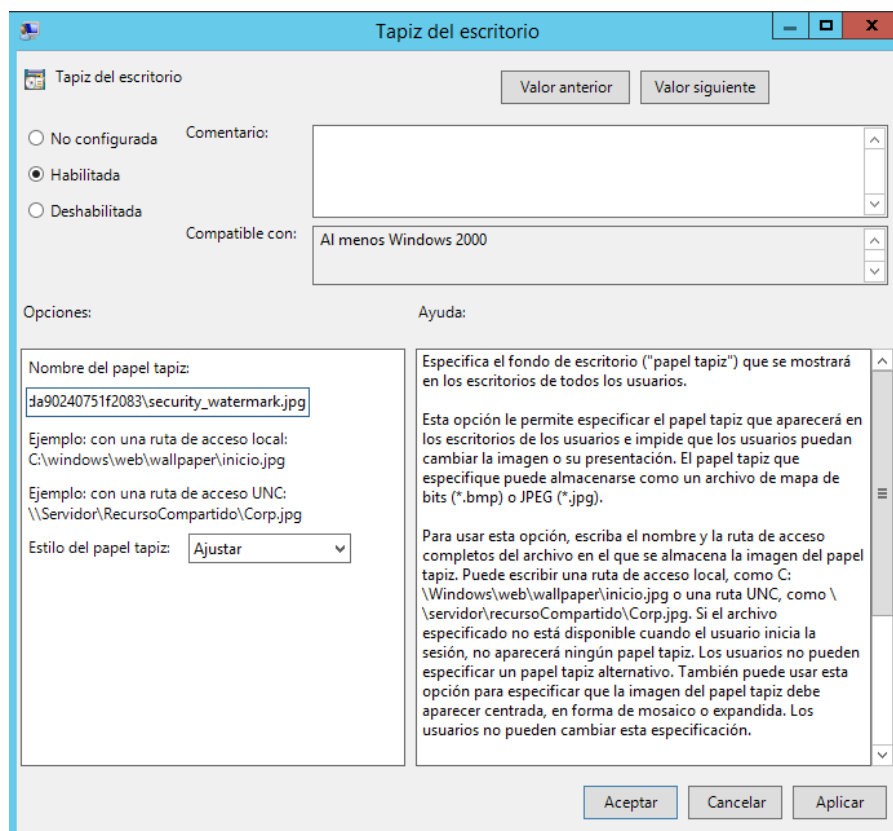 Tapiz del escritorio
Tapiz del escritorio
Valor anterior
Valor siguiente
No configurada
Habilitada
Deshabilitada
Comentario:
Compatible con:
Al menos Windows 2000
Opciones:
Ayuda:
Nombre del papel tapiz:
da90240751f2083\security_watermark.jpg
Ejemplo: con una ruta de acceso local:
C:\windows\web\wallpaper\inicio.jpg
Ejemplo: con una ruta de acceso UNC:
\\Servidor\RecursoCompartido\Corp.jpg
Estilo del papel tapiz:
Ajustar
Especifica el fondo de escritorio ("papel tapiz") que se mostrará
en los escritorios de todos los usuarios.
Esta opción le permite especificar el papel tapiz que aparecerá en
los escritorios de los usuarios e impide que los usuarios puedan
cambiar la imagen o su presentación. El papel tapiz que
especifique puede almacenarse como un archivo de mapa de
bits (*.bmp) o JPEG (*.jpg).
Para usar esta opción, escriba el nombre y la ruta de acceso
completos del archivo en el que se almacena la imagen del papel
tapiz. Puede escribir una ruta de acceso local, como C:
\Windows\web\wallpaper\inicio.jpg o una ruta UNC, como \
\servidor\recursoCompartido\Corp.jpg. Si el archivo
especificado no está disponible cuando el usuario inicia la
sesión, no aparecerá ningún papel tapiz. Los usuarios no pueden
especificar un papel tapiz alternativo. También puede usar esta
opción para especificar que la imagen del papel tapiz debe
aparecer centrada, en forma de mosaico o expandida. Los
usuarios no pueden cambiar esta especificación.
Aceptar
Cancelar
Aplicar